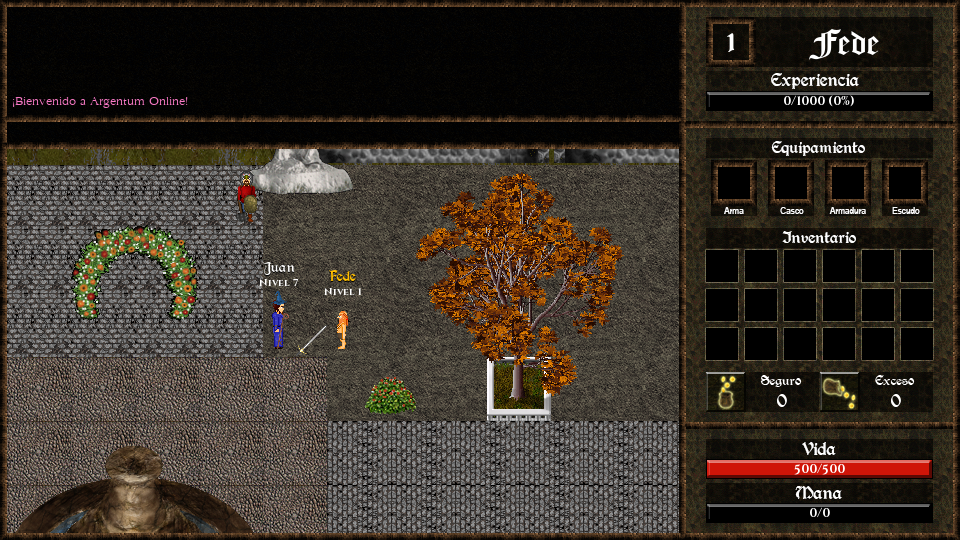 1
Fede
Experiencia
0/1000 (0%)
¡Bienvenido a Argentum Online!
Equipamiento
Arma
Casco
Armadura
Escudo
Inventario
Juan
Nivel 7
Fede
Nivel 1
Seguro
0
Exceso
0
Vida
500/500
Mana
0/0